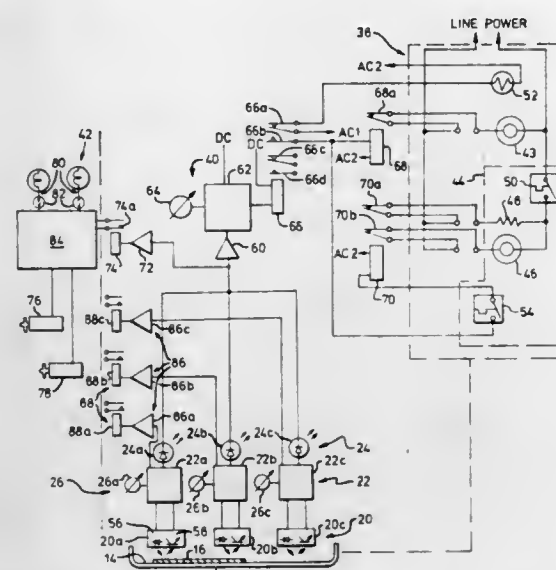 38
LINE POWER
AC2
52
66a
68a
42
DC
66b
AC1
80
40
DC
66c
43
62
AC2
68
44
82
64
66d
50
74a
66
70a
48
84
60
70b
74
72
AC2
46
76
88c
86c
70
54
78
86
68
88b
86b
86a
88a
24a
24b
24c
24
22a
22b
22c
26
26a
26b
26c
22
56
58
20a
20b
20c
20
14
16